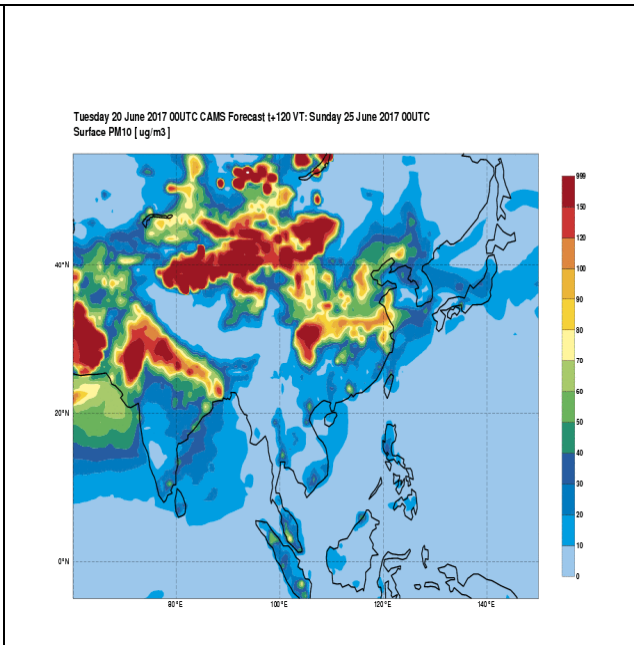 Tuesday 20 June 2017 00UTC CAMS Forecast t+120 VT: Sunday 25 June 2017 00UTC
Surface PM10 [ ug/m3 ]
999
150
120
100
90
80
70
60
50
40
30
20
10
0
40°N
20°N
0°N
80°E
100°E
120°E
140°E